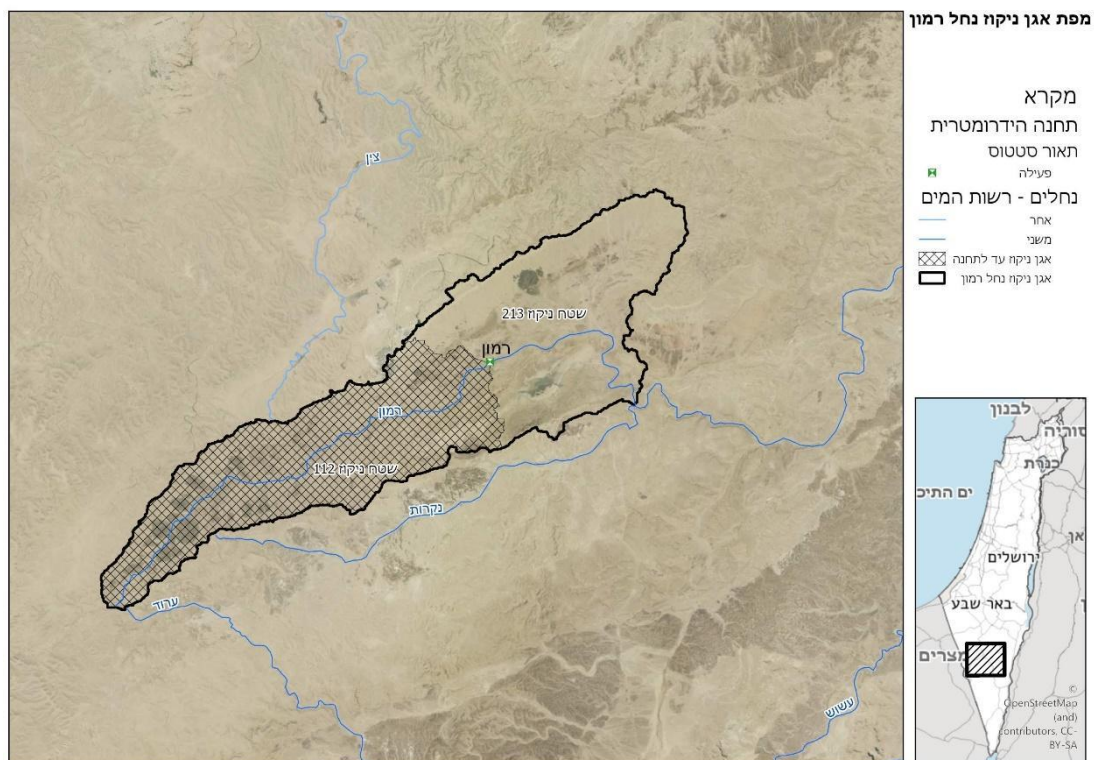 מפת אגן ניקוז נחל רמון
מקרא
תחנה הידרומטרית
תאור סטטוס
פעילה
נחלים - רשות המים
אחר
משני
אגן ניקוז עד לתחנה
אגן ניקוז נחל רמון
צין
שטח ניקוז 213
רמון
רמון
שטח ניקוז 112
נקרות
ערוד
עשוש
לבנון
סוריה
כנרת
ים התיכ
ירושלים
באר שבע
מצרים
©
OpenStreetMap
(and)
contributors, CC-
BY-SA